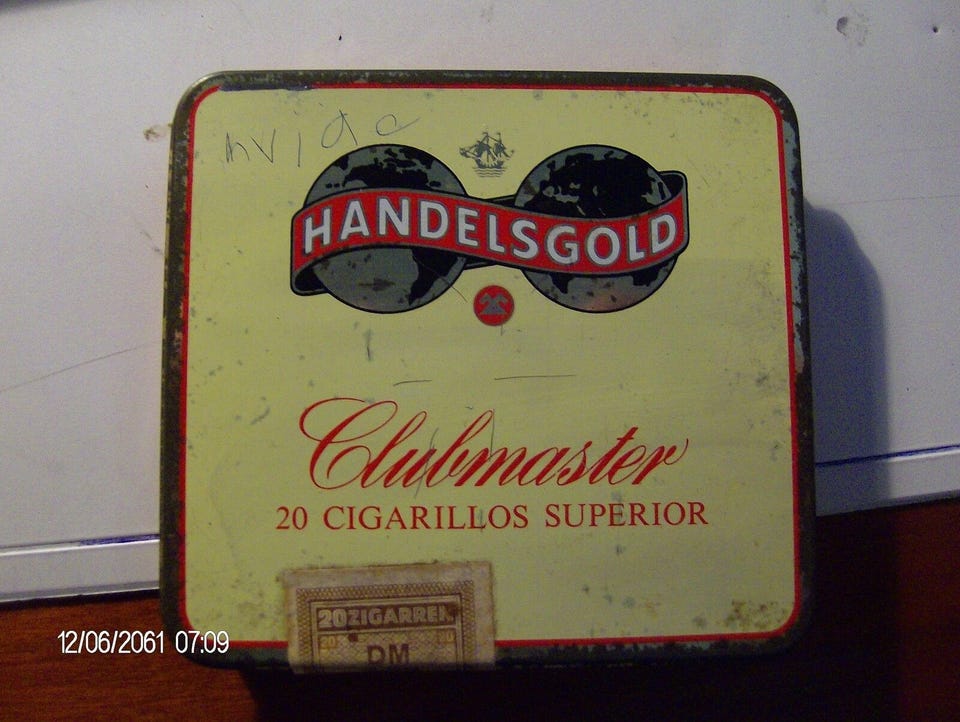 HANDELSGOLD
Clubmaster
20 CIGARILLOS SUPERIOR
20 ZIGARREN
DM
12/06/2061 07:09